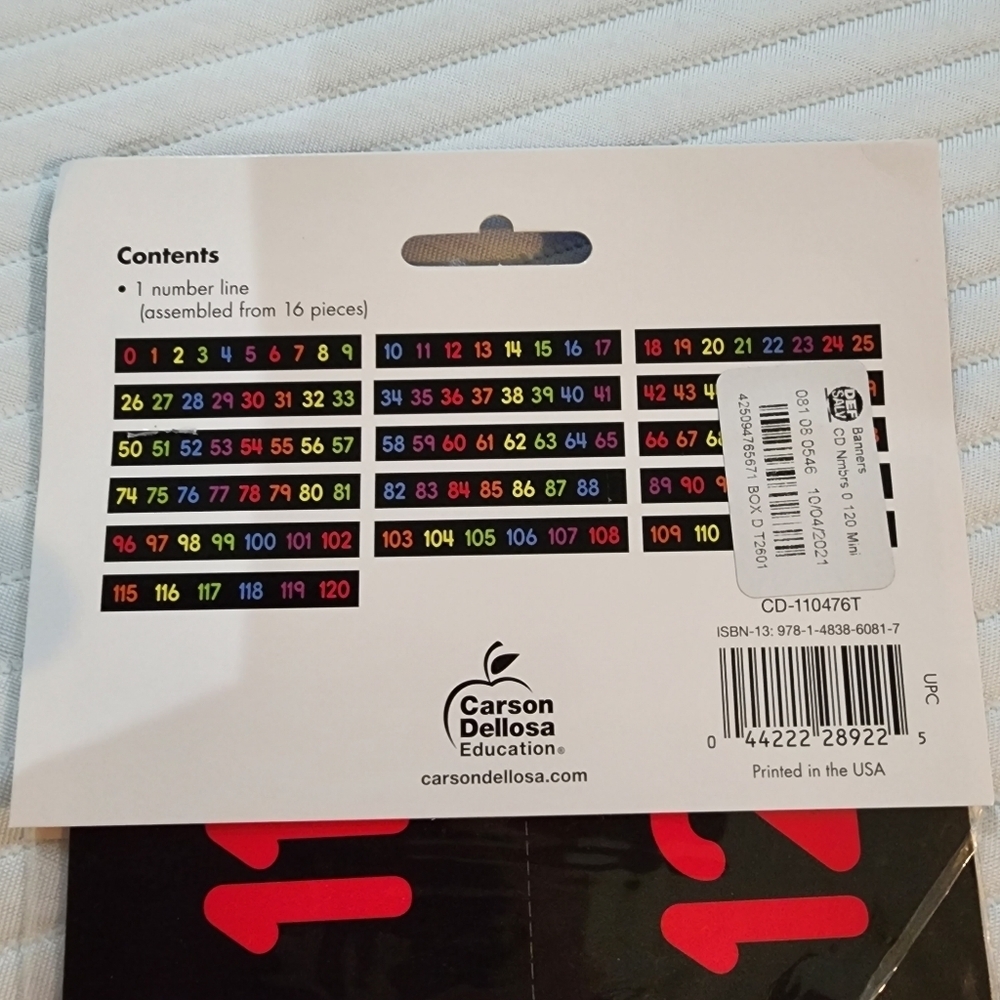 Contents
• 1 number line
(assembled from 16 pieces)
0 1 2 3 4 5 6 7 8 9
10 11 12 13 14 15 16 17
18 19 20 21 22 23 24 25
26 27 28 29 30 31 32 33
34 35 36 37 38 39 40 41
42 43
50 51 52 53 54 55 56 57
58 59 60 61 62 63 64 65
66 67
74 75 76 77 78 79 80 81
82 83 84 85 86 87 88
89 90
96 97 98 99 100 101 102
103 104 105 106 107 108
109 110
115 116 117 118 119 120
Banners
CD Nmbrs 0 120 Mini
081 08 0546 10/04/2021
425094765671 BOX D T2601
CD-110476T
ISBN-13: 978-1-4838-6081-7
UPC
0 44222 28922 5
Printed in the USA
Carson
Dellosa
Education®
carsondellosa.com